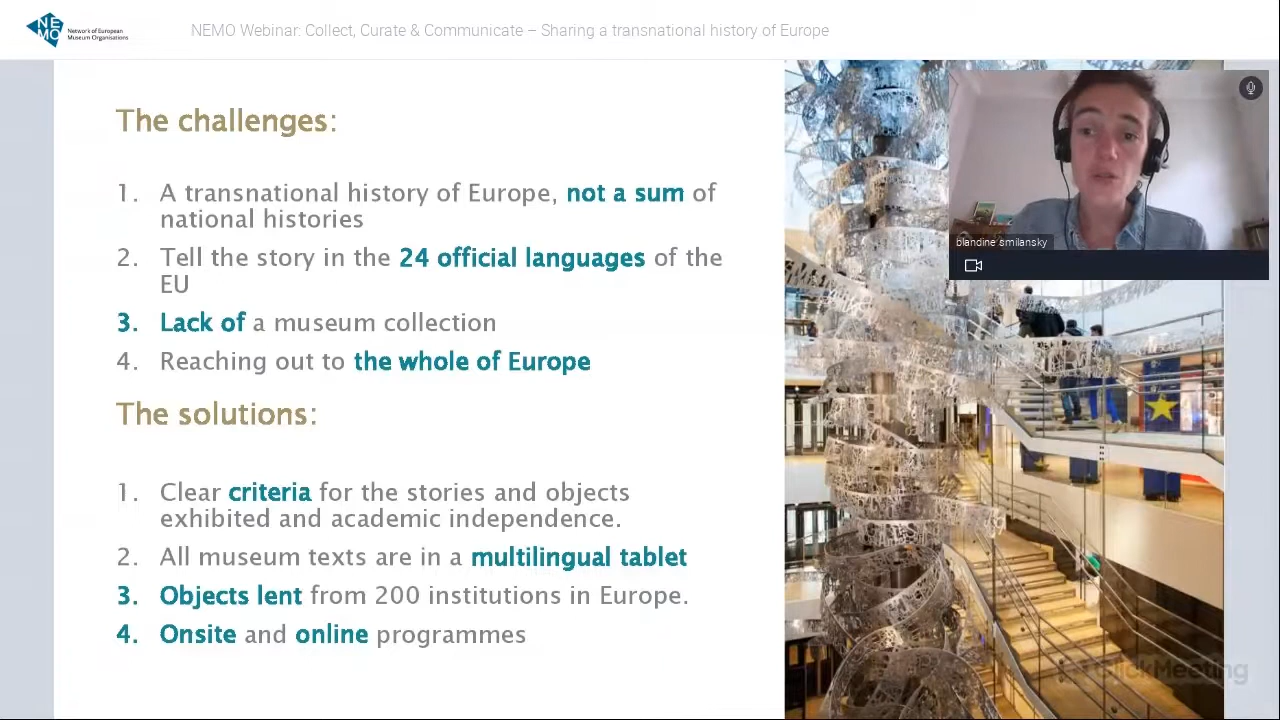 NEMO
Network of European
Museum Organisations
NEMO Webinar: Collect, Curate & Communicate – Sharing a transnational history of Europe
The challenges:
1. A transnational history of Europe, not a sum of
national histories
2. Tell the story in the 24 official languages of the
EU
3. Lack of a museum collection
4. Reaching out to the whole of Europe
The solutions:
1. Clear criteria for the stories and objects
exhibited and academic independence.
2. All museum texts are in a multilingual tablet
3. Objects lent from 200 institutions in Europe.
4. Onsite and online programmes
blandine smilansky
ClickMeeting